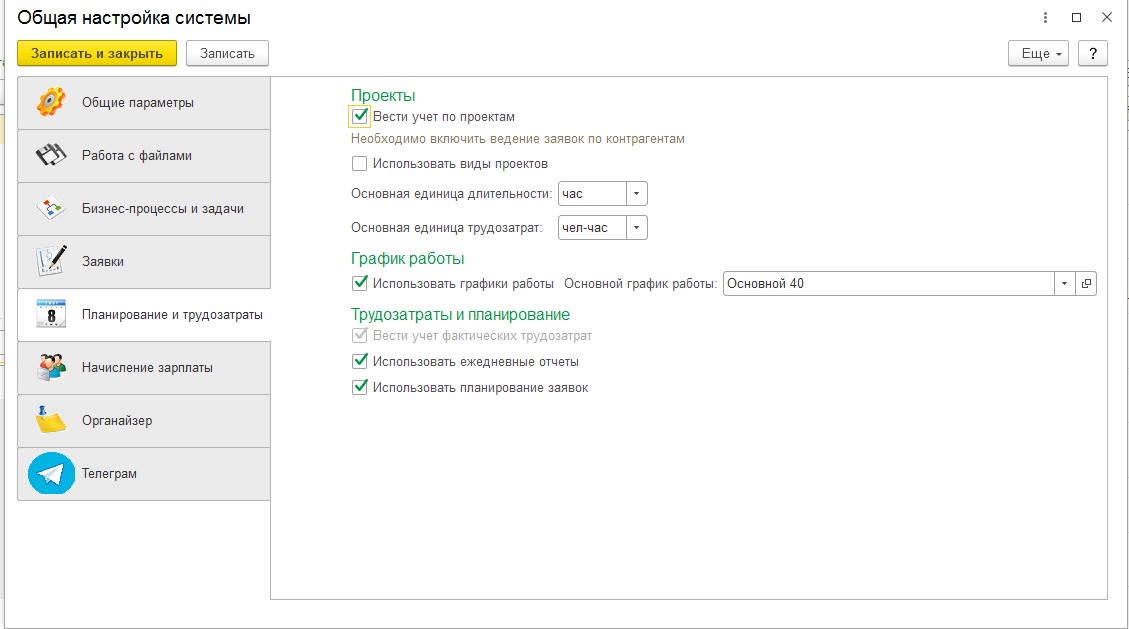 Общая настройка системы
Записать и закрыть
Записать
Еще
?
Общие параметры
Работа с файлами
Бизнес-процессы и задачи
Заявки
8
Планирование и трудозатраты
Начисление зарплаты
Органайзер
Телеграм
Проекты
Вести учет по проектам
Необходимо включить ведение заявок по контрагентам
Использовать виды проектов
Основная единица длительности: час
Основная единица трудозатрат: чел-час
График работы
Использовать графики работы Основной график работы: Основной 40
Трудозатраты и планирование
Вести учет фактических трудозатрат
Использовать ежедневные отчеты
Использовать планирование заявок